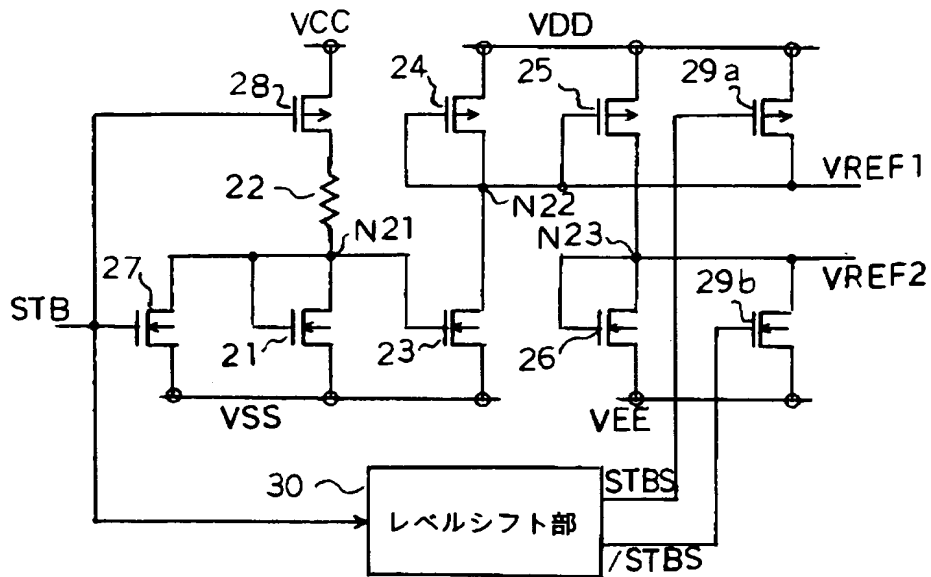 VCC
VDD
28
24
25
29a
22
VREF1
N22
N21
N23
27
VREF2
STB
29b
21
23
26
VSS
VEE
30
STBS
レベルシフト部
/STBS